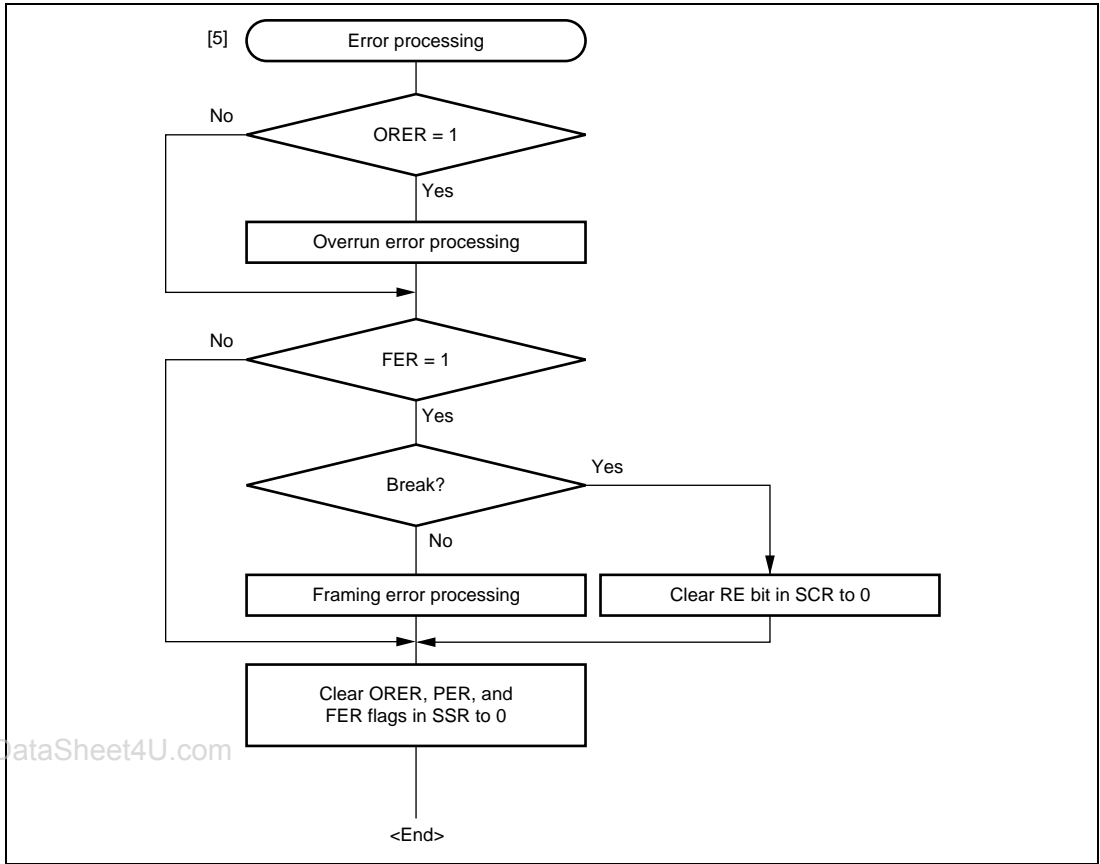 [5] Error processing
No
ORER = 1
Yes
Overrun error processing
No
FER = 1
Yes
Break?
Yes
No
Framing error processing
Clear RE bit in SCR to 0
Clear ORER, PER, and
FER flags in SSR to 0
DataSheet4U.com
<End>